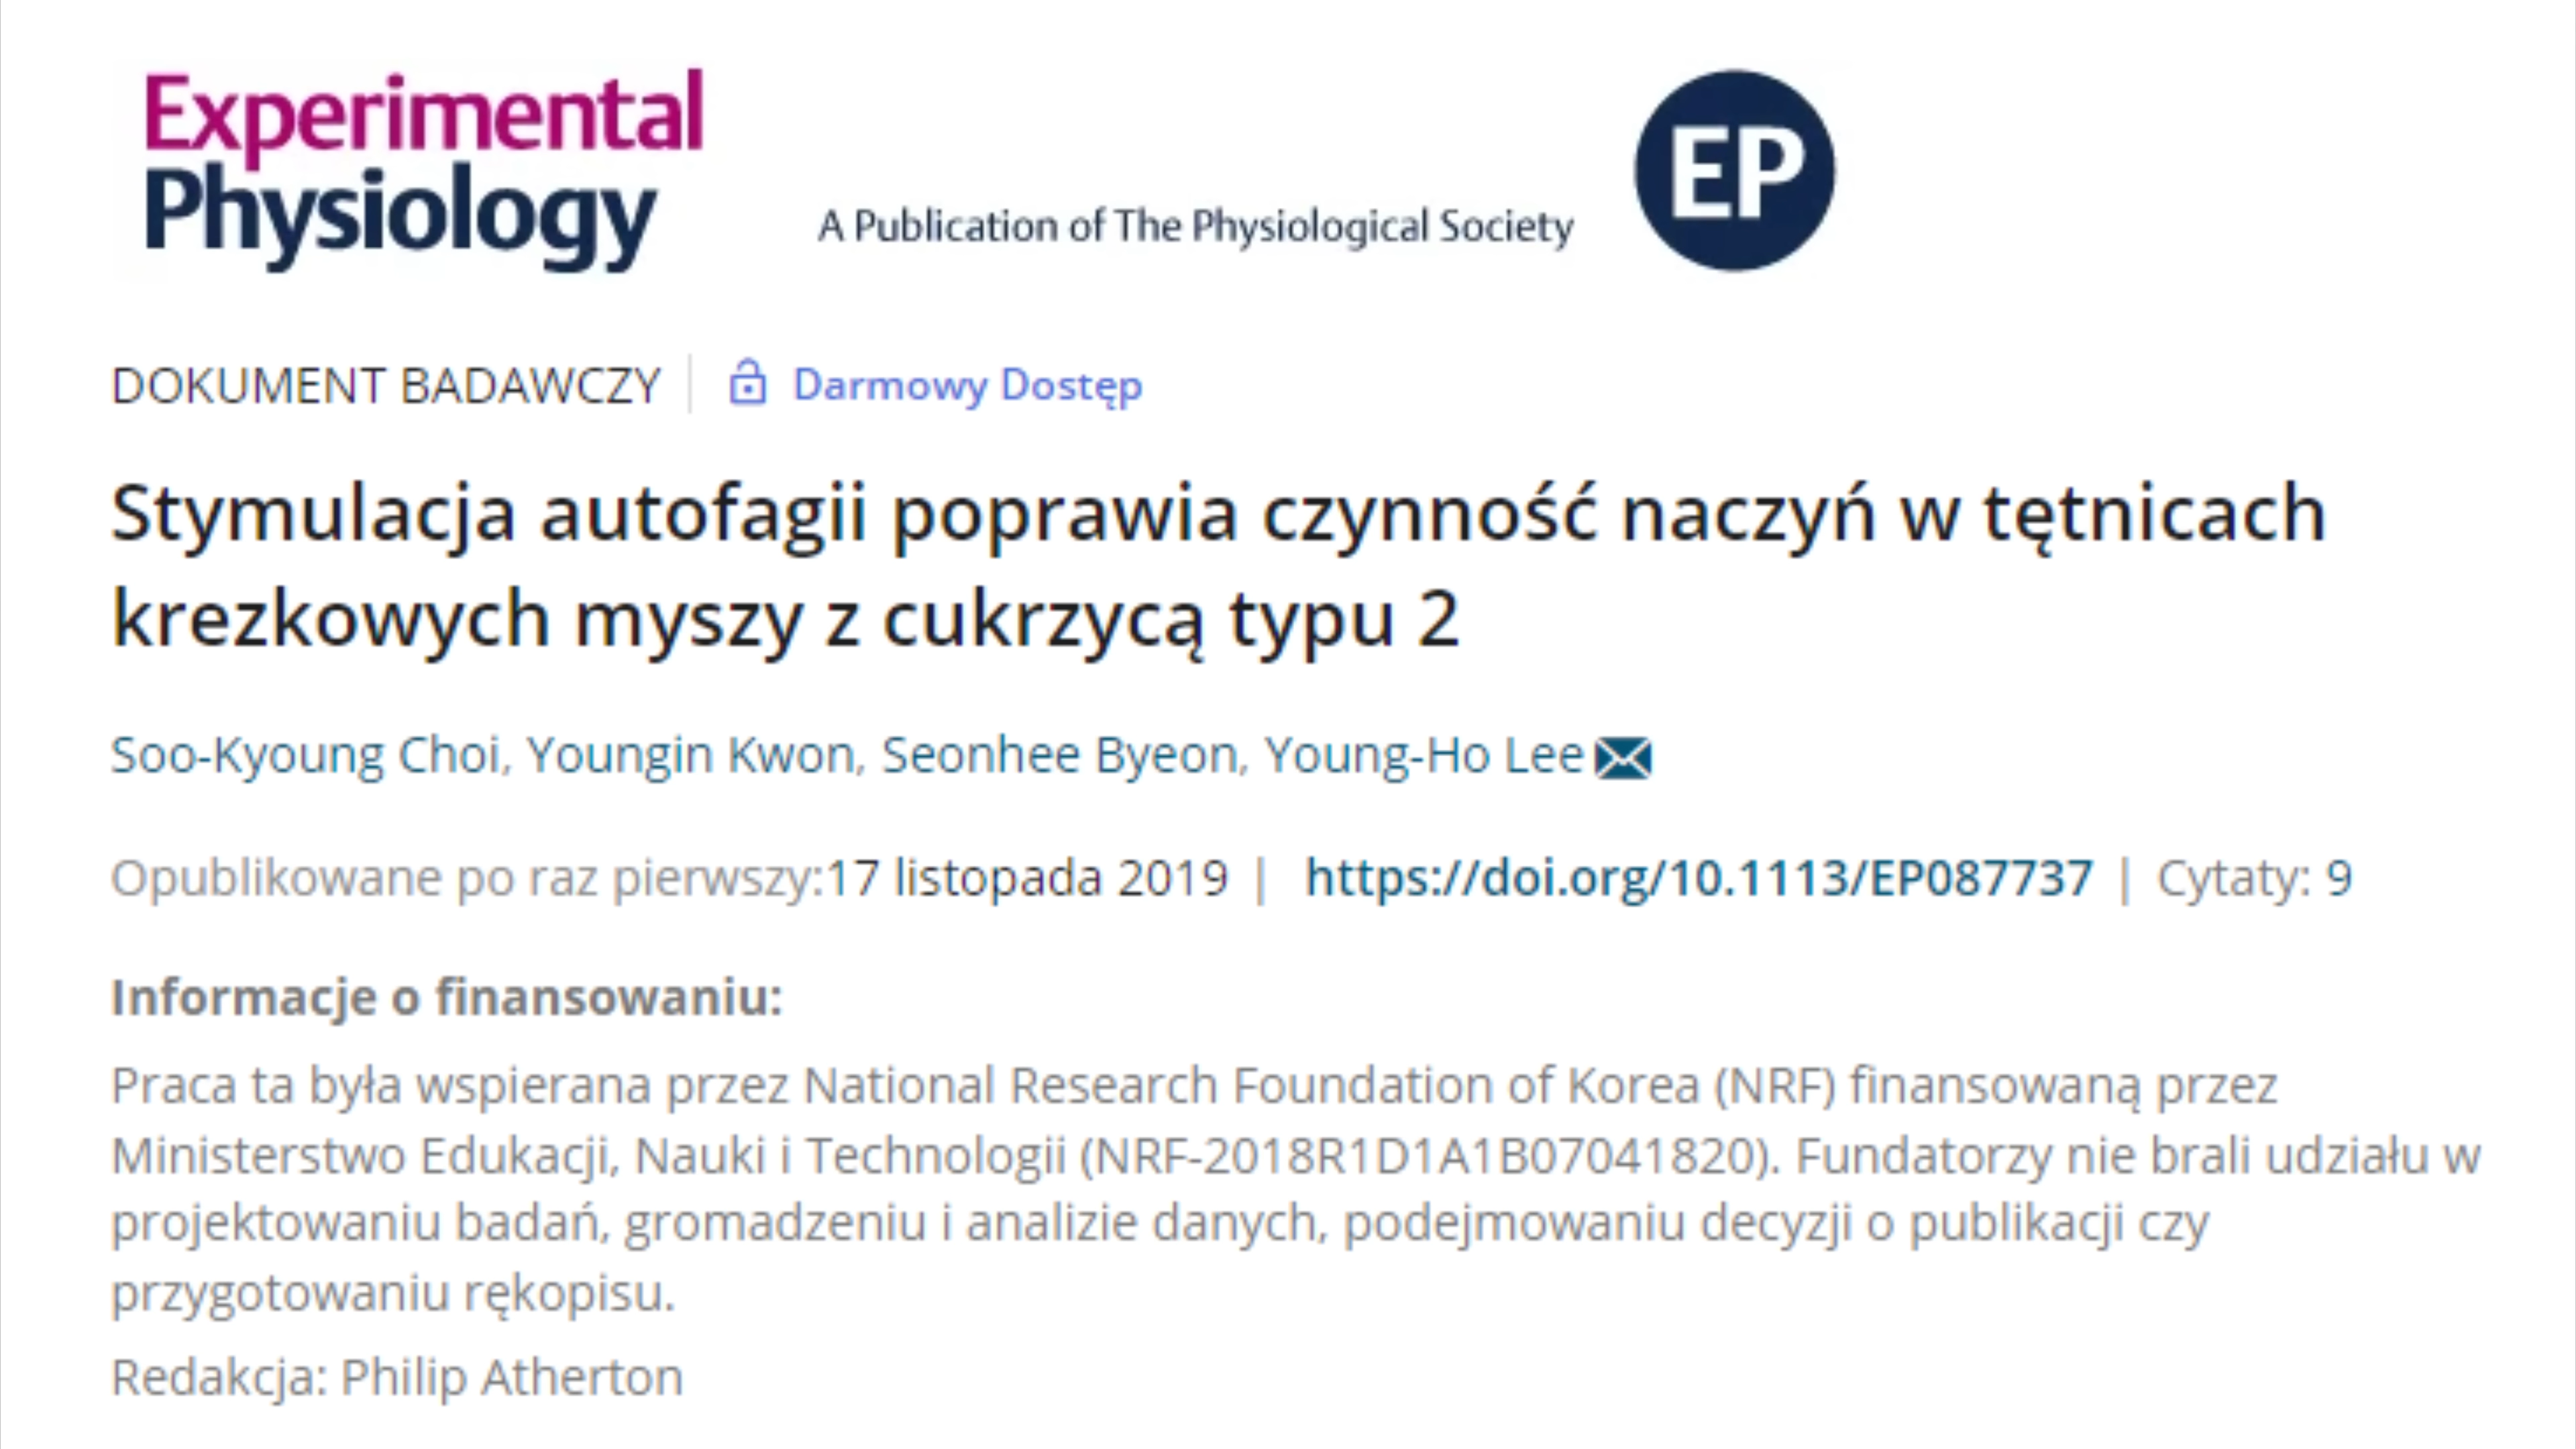 Experimental
Physiology
A Publication of The Physiological Society
EP
DOKUMENT BADAWCZY
Darmowy Dostęp
Stymulacja autofagii poprawia czynność naczyń w tętnicach
krezkowych myszy z cukrzycą typu 2
Soo-Kyoung Choi, Youngin Kwon, Seonhee Byeon, Young-Ho Lee
Opublikowane po raz pierwszy:17 listopada 2019 | https://doi.org/10.1113/EP087737 | Cytaty: 9
Informacje o finansowaniu:
Praca ta była wspierana przez National Research Foundation of Korea (NRF) finansowaną przez
Ministerstwo Edukacji, Nauki i Technologii (NRF-2018R1D1A1B07041820). Fundatorzy nie brali udziału w
projektowaniu badań, gromadzeniu i analizie danych, podejmowaniu decyzji o publikacji czy
przygotowaniu rękopisu.
Redakcja: Philip Atherton